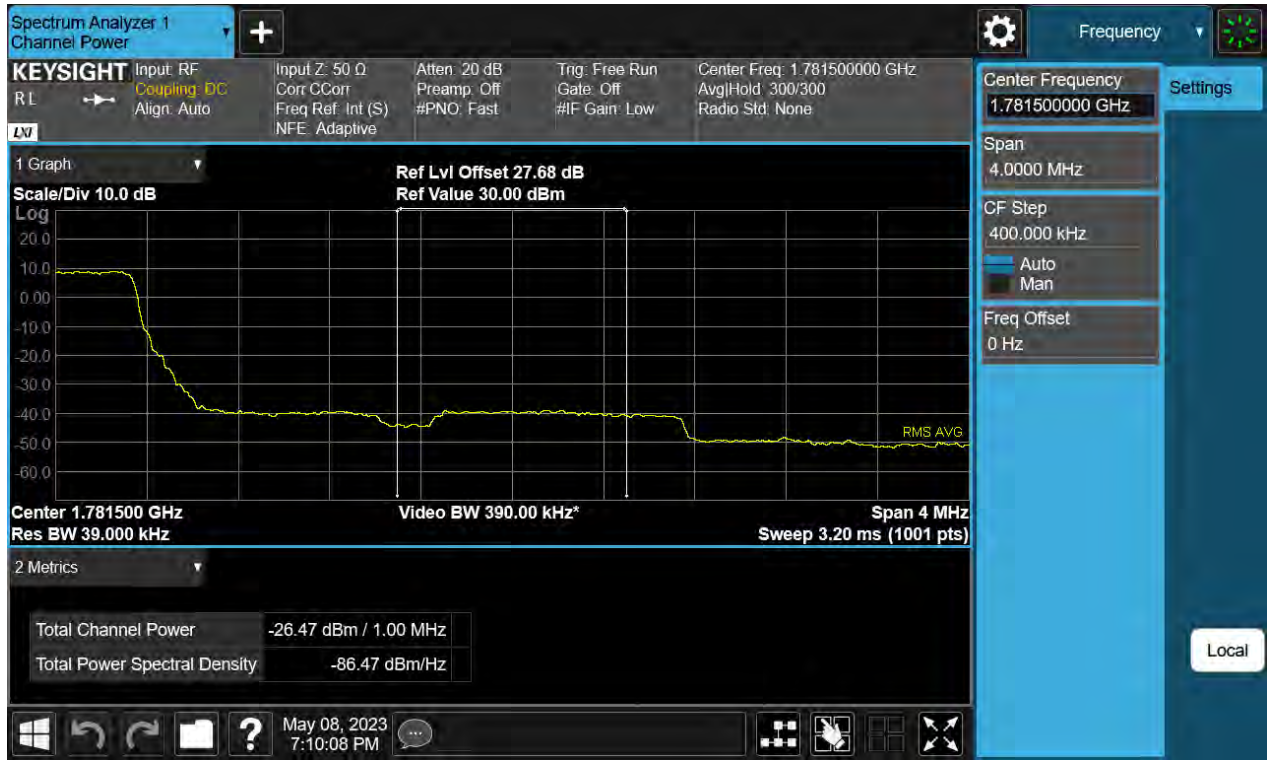 Spectrum Analyzer 1
Channel Power
Frequency
KEYSIGHT
RL
LXI
Input: RF
Coupling: DC
Align: Auto
Input Z: 50 Ω
Corr CCorr
Freq Ref: Int (S)
NFE: Adaptive
Atten: 20 dB
Preamp: Off
#PNO: Fast
Trig: Free Run
Gate: Off
#IF Gain: Low
Center Freq: 1.781500000 GHz
Avg|Hold: 300/300
Radio Std: None
Center Frequency
1.781500000 GHz
Settings
Span
4.0000 MHz
CF Step
400.000 kHz
Auto
Man
Freq Offset
0 Hz
1 Graph
Scale/Div 10.0 dB
Ref Lvl Offset 27.68 dB
Ref Value 30.00 dBm
Log
20.0
10.0
0.00
-10.0
-20.0
-30.0
-40.0
-50.0
-60.0
RMS AVG
Center 1.781500 GHz
Video BW 390.00 kHz*
Span 4 MHz
Res BW 39.000 kHz
Sweep 3.20 ms (1001 pts)
2 Metrics
Total Channel Power -26.47 dBm / 1.00 MHz
Total Power Spectral Density -86.47 dBm/Hz
Local
May 08, 2023
7:10:08 PM